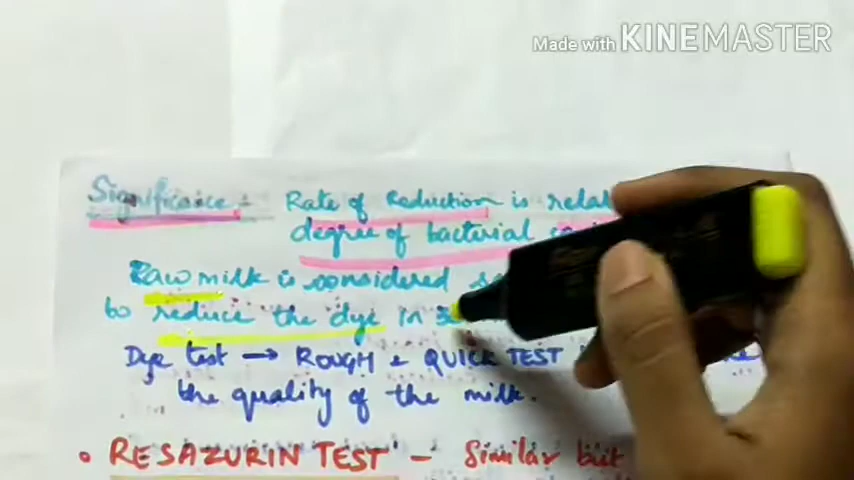 Made with KINEMASTER
Significance :- Rate of Reduction is
degree of bacterial
Raw milk is considered
to reduce the dye in
Dye test → ROUGH & QUICK TEST
the quality of the milk.
• RESAZURIN TEST - Similar but